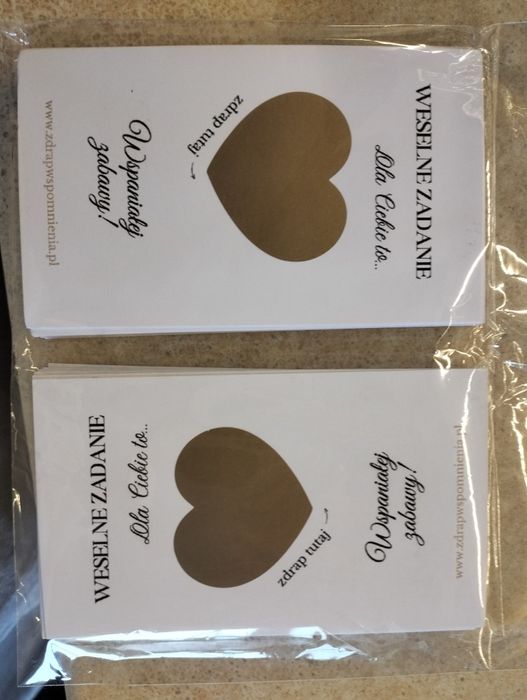 WESELNE ZADANIE
Dla Ciebie to...
zdrap tutaj →
Wspaniałej
zabawy!
www.zdrapwspomnienia.pl
WESELNE ZADANIE
Dla Ciebie to...
zdrap tutaj →
Wspaniałej
zabawy!
www.zdrapwspomnienia.pl